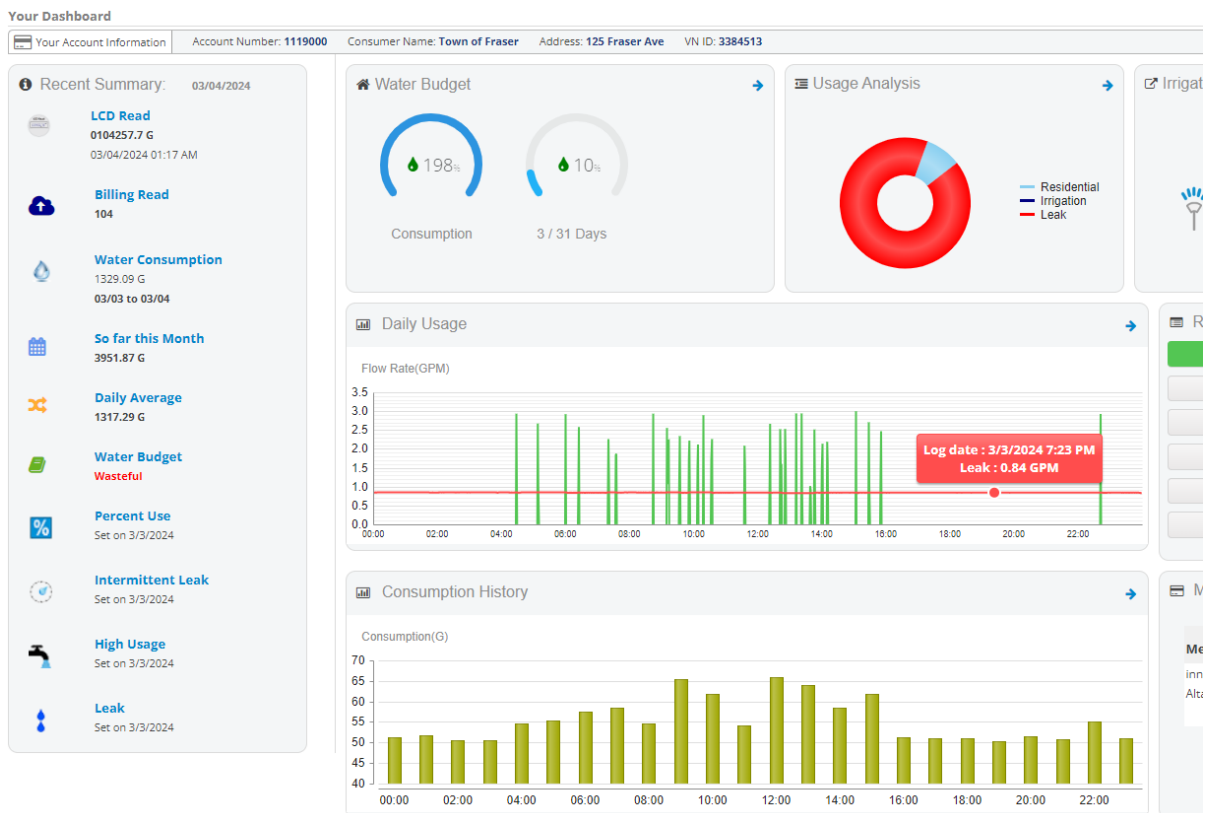 Your Dashboard
Your Account Information Account Number: 1119000 Consumer Name: Town of Fraser Address: 125 Fraser Ave VN ID: 3384513
Recent Summary: 03/04/2024
LCD Read
0104257.7 G
03/04/2024 01:17 AM
Billing Read
104
Water Consumption
1329.09 G
03/03 to 03/04
So far this Month
3951.87 G
Daily Average
1317.29 G
Water Budget
Wasteful
Percent Use
Set on 3/3/2024
Intermittent Leak
Set on 3/3/2024
High Usage
Set on 3/3/2024
Leak
Set on 3/3/2024
Water Budget
198%
Consumption
10%
3 / 31 Days
Usage Analysis
Residential
Irrigation
Leak
Irrigat
Daily Usage
Flow Rate(GPM)
3.5
3.0
2.5
2.0
1.5
1.0
0.5
0.0
00:00 02:00 04:00 06:00 08:00 10:00 12:00 14:00 16:00 18:00 20:00 22:00
Log date : 3/3/2024 7:23 PM
Leak : 0.84 GPM
R
Consumption History
Consumption(G)
70
65
60
55
50
45
40
00:00 02:00 04:00 06:00 08:00 10:00 12:00 14:00 16:00 18:00 20:00 22:00
M
Me
inn
Alta